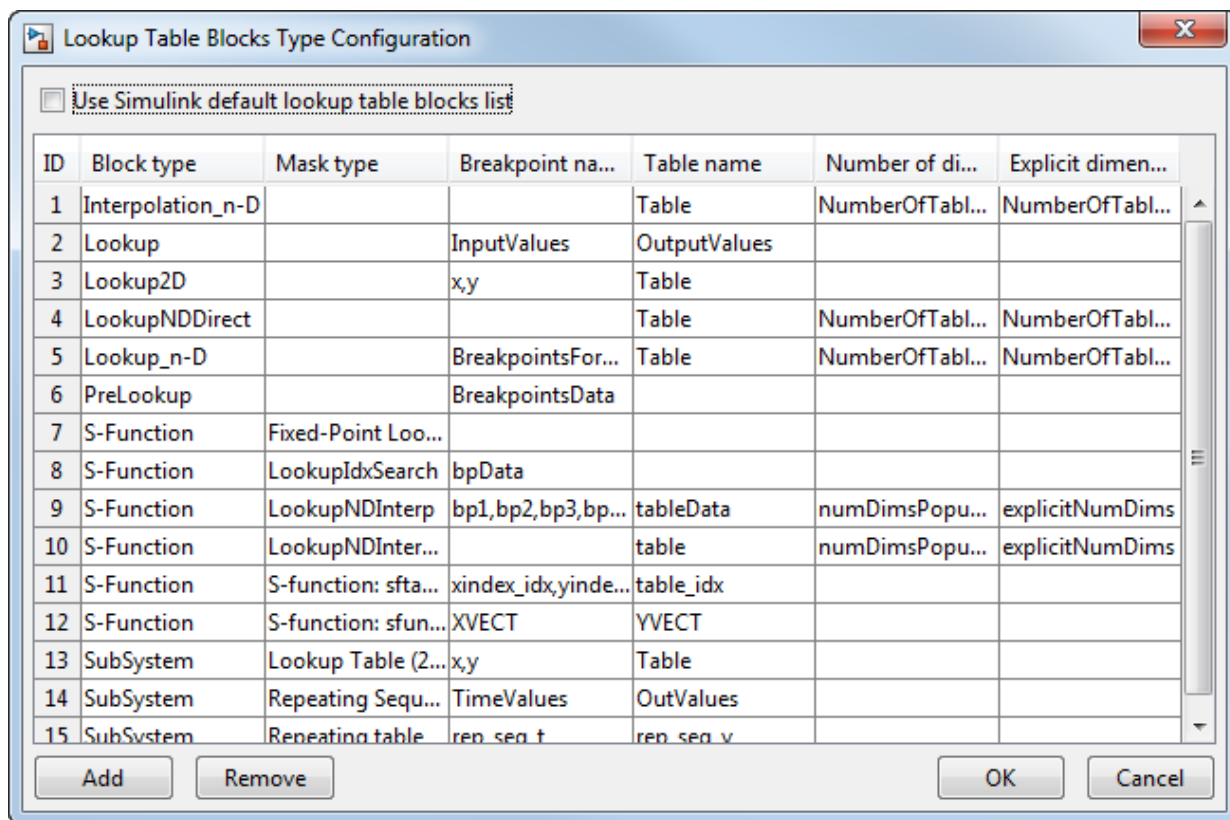 Lookup Table Blocks Type Configuration
Use Simulink default lookup table blocks list
ID Block type Mask type Breakpoint na... Table name Number of di... Explicit dimen...
1 Interpolation_n-D Table NumberOfTabl... NumberOfTabl...
2 Lookup InputValues OutputValues
3 Lookup2D x,y Table
4 LookupNDDirect Table NumberOfTabl... NumberOfTabl...
5 Lookup_n-D BreakpointsFor... Table NumberOfTabl... NumberOfTabl...
6 PreLookup BreakpointsData
7 S-Function Fixed-Point Loo...
8 S-Function LookupIdxSearch bpData
9 S-Function LookupNDInterp bp1,bp2,bp3,bp... tableData numDimsPopu... explicitNumDims
10 S-Function LookupNDInter... table numDimsPopu... explicitNumDims
11 S-Function S-function: sfta... xindex_idx,yinde... table_idx
12 S-Function S-function: sfun... XVECT YVECT
13 SubSystem Lookup Table (2... x,y Table
14 SubSystem Repeating Sequ... TimeValues OutValues
15 SubSystem Repeating table rep_seq_t rep_seq_y
Add Remove OK Cancel